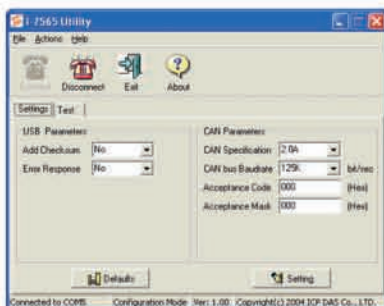 I-7565 Utility
File Actions Help
Disconnect Exit About
Settings Test
USB Parameters
Add Checksum No
Error Response No
CAN Parameters
CAN Specification 2.0A
CAN bus Baudrate 125K bit/sec
Acceptance Code 000 (Hex)
Acceptance Mask 000 (Hex)
Defaults Setting
Connected to COM5 Configuration Mode Ver: 1.00 Copyright(c) 2004 ICP DAS Co., LTD.